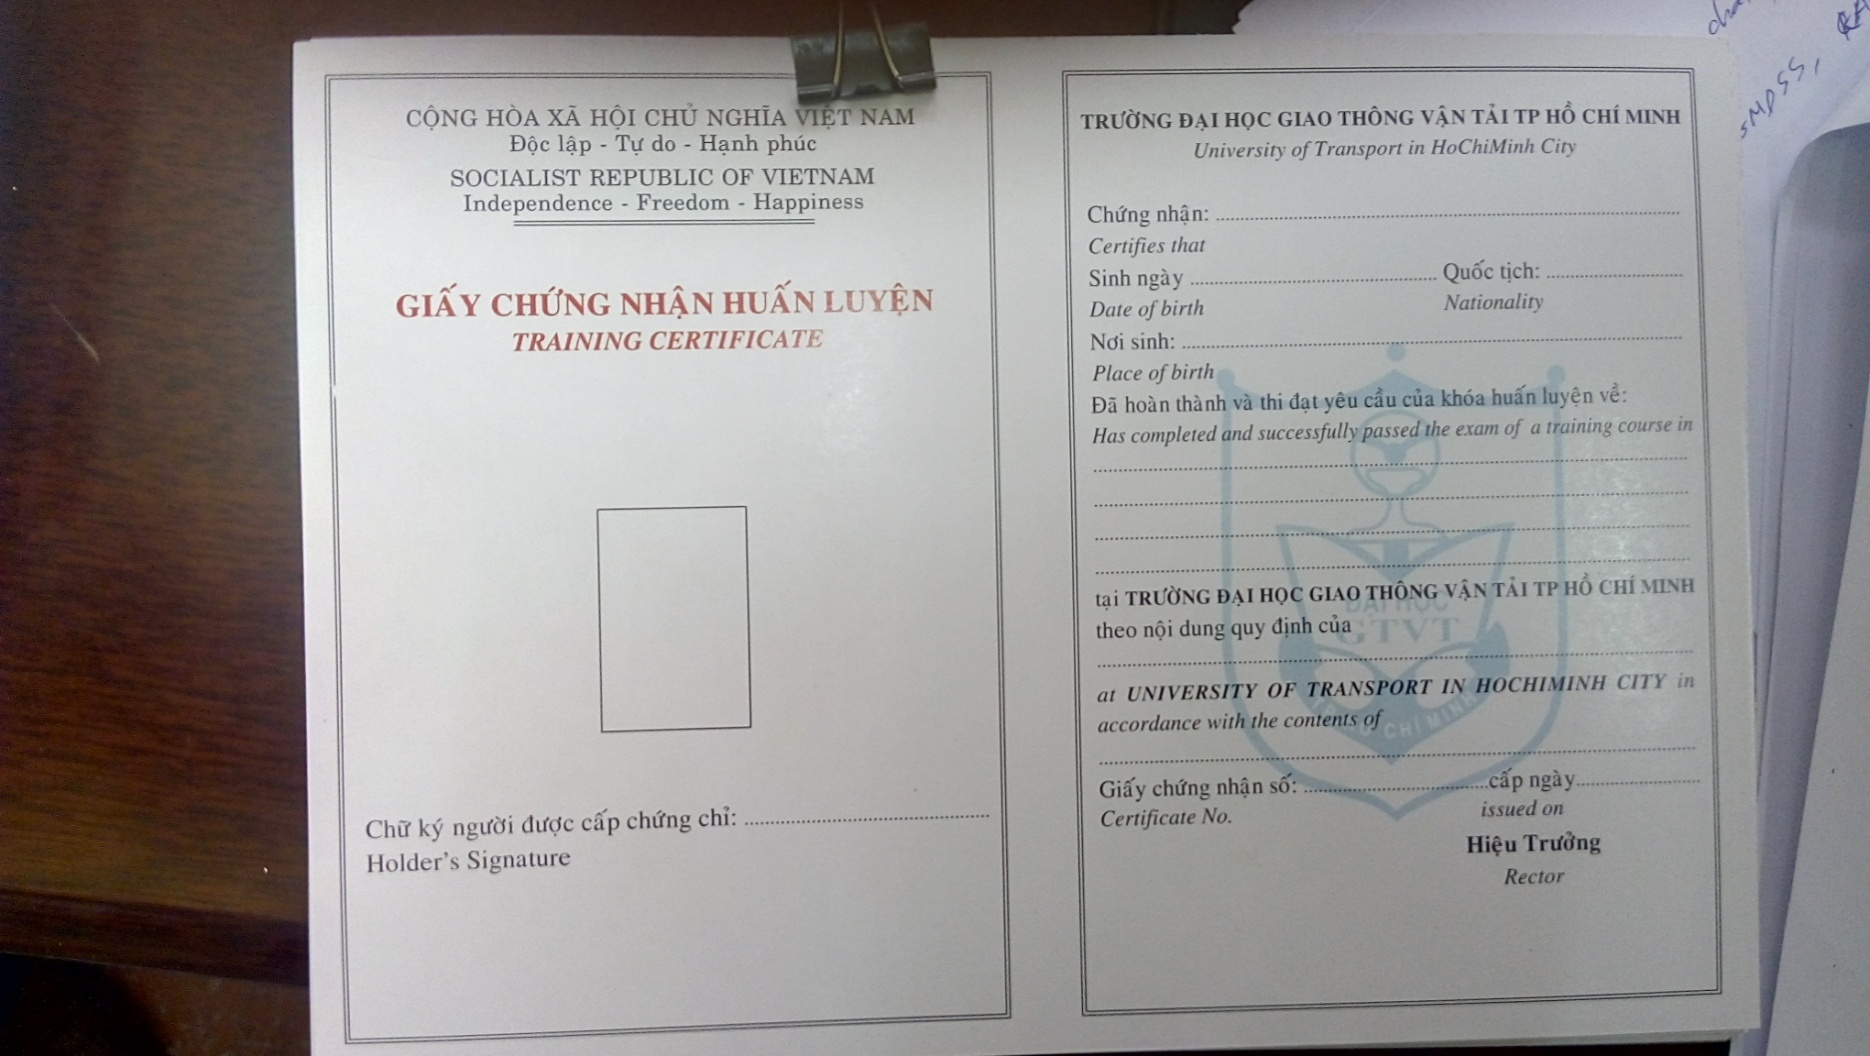 CỘNG HÒA XÃ HỘI CHỦ NGHĨA VIỆT NAM
Độc lập - Tự do - Hạnh phúc
SOCIALIST REPUBLIC OF VIETNAM
Independence - Freedom - Happiness
GIẤY CHỨNG NHẬN HUẤN LUYỆN
TRAINING CERTIFICATE
Chữ ký người được cấp chứng chỉ:
Holder's Signature
TRƯỜNG ĐẠI HỌC GIAO THÔNG VẬN TẢI TP HỒ CHÍ MINH
University of Transport in HoChiMinh City
Chứng nhận:
Certifies that
Sinh ngày Quốc tịch:
Date of birth Nationality
Nơi sinh:
Place of birth
Đã hoàn thành và thi đạt yêu cầu của khóa huấn luyện về:
Has completed and successfully passed the exam of a training course in
tại TRƯỜNG ĐẠI HỌC GIAO THÔNG VẬN TẢI TP HỒ CHÍ MINH
ĐẠI HỌC
theo nội dung quy định của
GTVT
at UNIVERSITY OF TRANSPORT IN HOCHIMINH CITY in
accordance with the contents of
Giấy chứng nhận số: cấp ngày
Certificate No. issued on
Hiệu Trưởng
Rector